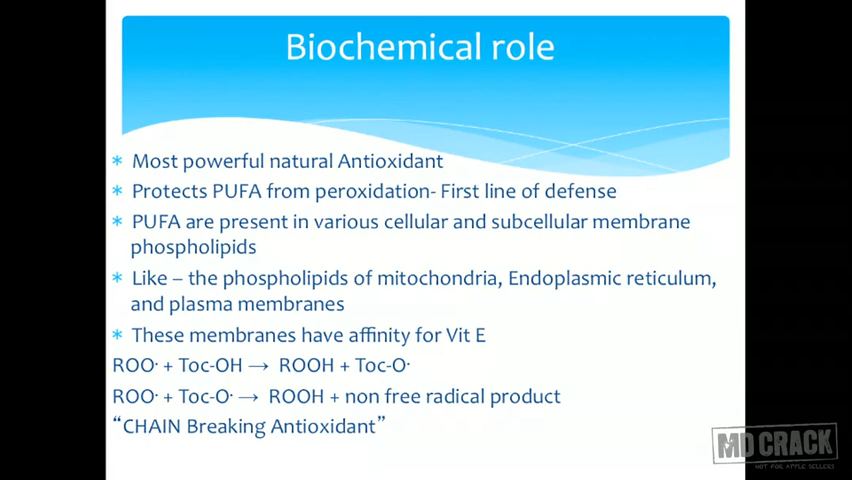 Biochemical role
* Most powerful natural Antioxidant
* Protects PUFA from peroxidation- First line of defense
* PUFA are present in various cellular and subcellular membrane
phospholipids
* Like – the phospholipids of mitochondria, Endoplasmic reticulum,
and plasma membranes
* These membranes have affinity for Vit E
ROO· + Toc-OH → ROOH + Toc-O·
ROO· + Toc-O· → ROOH + non free radical product
“CHAIN Breaking Antioxidant”
MD CRACK
NOT FOR APPLE SELLERS